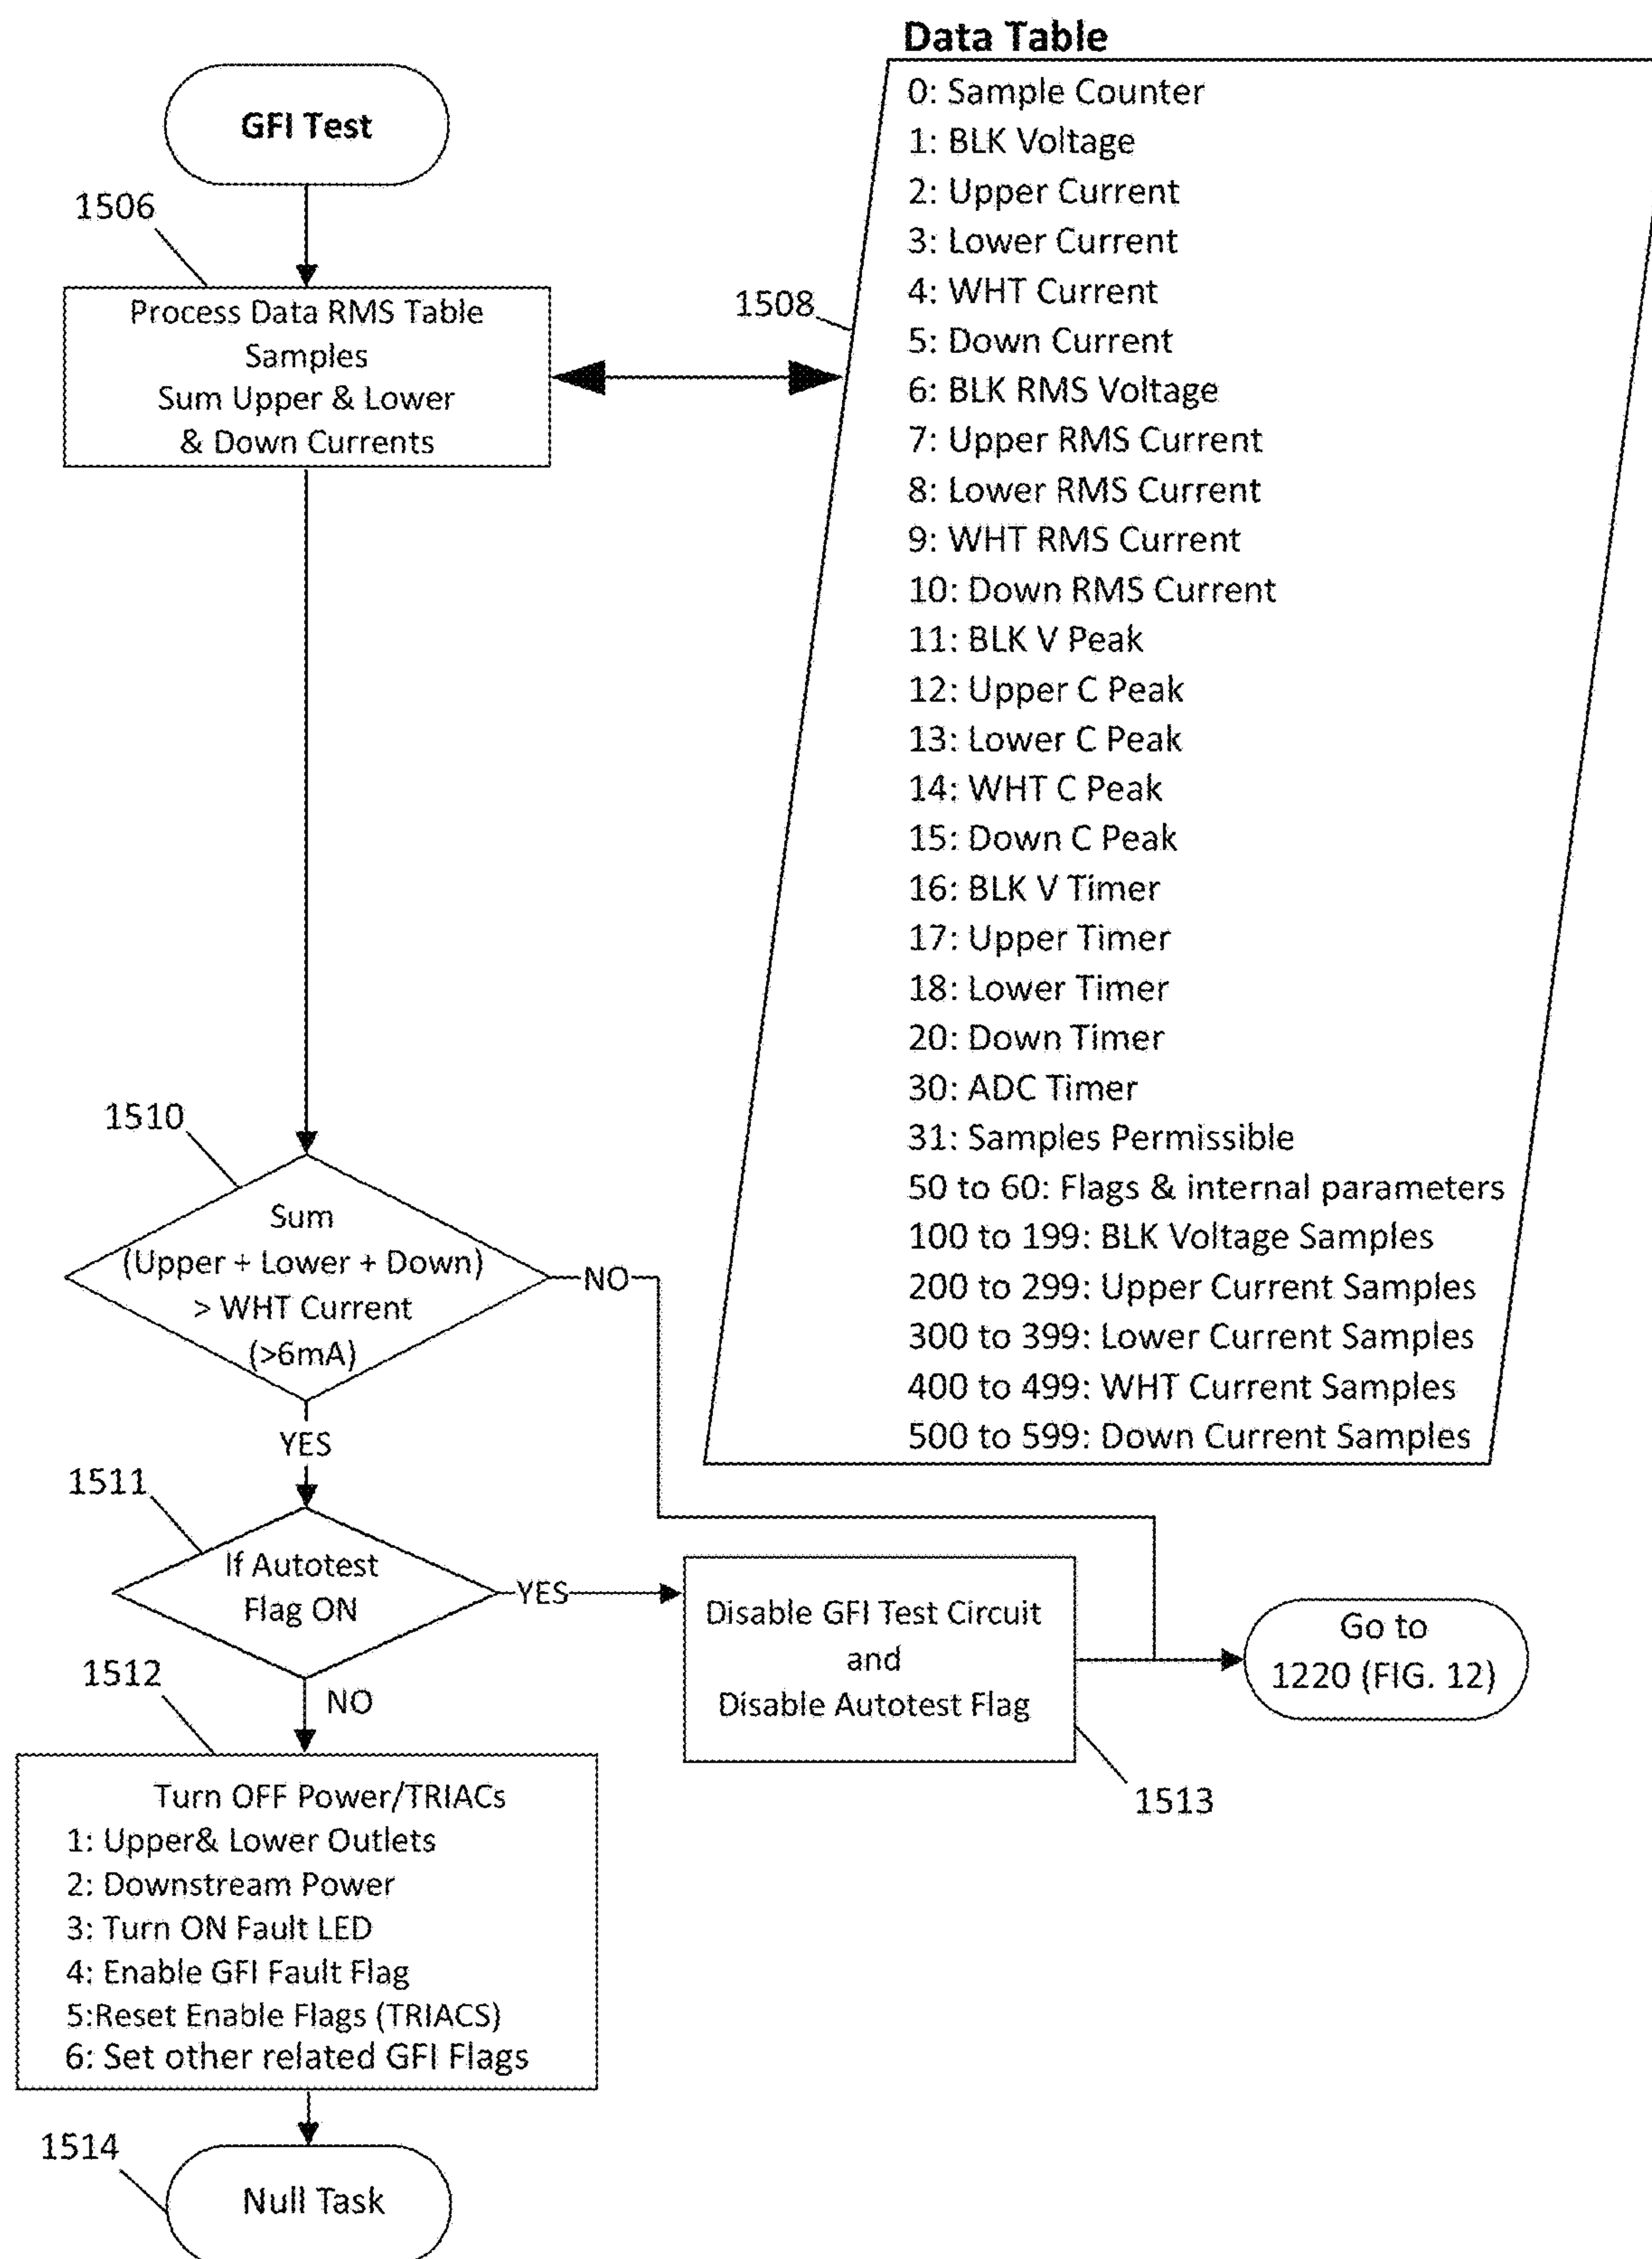 Data Table
GFI Test
1506
Process Data RMS Table
Samples
Sum Upper & Lower
& Down Currents
1508
0: Sample Counter
1: BLK Voltage
2: Upper Current
3: Lower Current
4: WHT Current
5: Down Current
6: BLK RMS Voltage
7: Upper RMS Current
8: Lower RMS Current
9: WHT RMS Current
10: Down RMS Current
11: BLK V Peak
12: Upper C Peak
13: Lower C Peak
14: WHT C Peak
15: Down C Peak
16: BLK V Timer
17: Upper Timer
18: Lower Timer
20: Down Timer
30: ADC Timer
31: Samples Permissible
50 to 60: Flags & internal parameters
100 to 199: BLK Voltage Samples
200 to 299: Upper Current Samples
300 to 399: Lower Current Samples
400 to 499: WHT Current Samples
500 to 599: Down Current Samples
1510
Sum
(Upper + Lower + Down)
> WHT Current
(>6mA)
NO
YES
1511
If Autotest
Flag ON
YES
NO
Disable GFI Test Circuit
and
Disable Autotest Flag
1513
Go to
1220 (FIG. 12)
1512
Turn OFF Power/TRIACs
1: Upper& Lower Outlets
2: Downstream Power
3: Turn ON Fault LED
4: Enable GFI Fault Flag
5:Reset Enable Flags (TRIACS)
6: Set other related GFI Flags
1514
Null Task